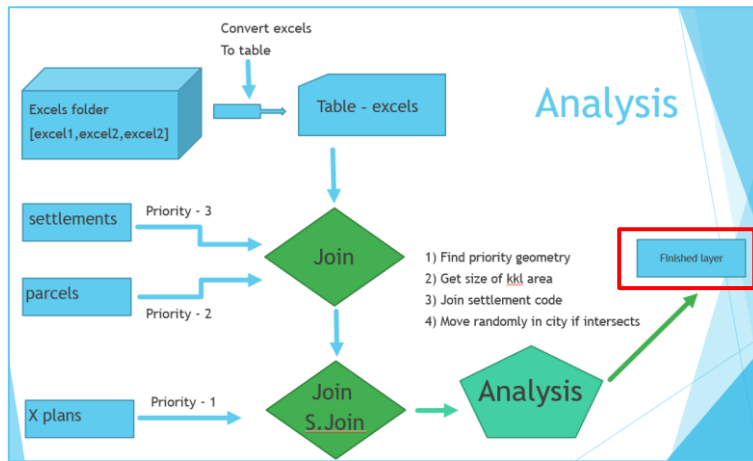 Convert excels
To table
Analysis
Excels folder
[excel1,excel2,excel2]
Table - excels
settlements
Priority - 3
parcels
Priority - 2
Join
1) Find priority geometry
2) Get size of kkl area
3) Join settlement code
4) Move randomly in city if intersects
Finished layer
X plans
Priority - 1
Join
S.Join
Analysis